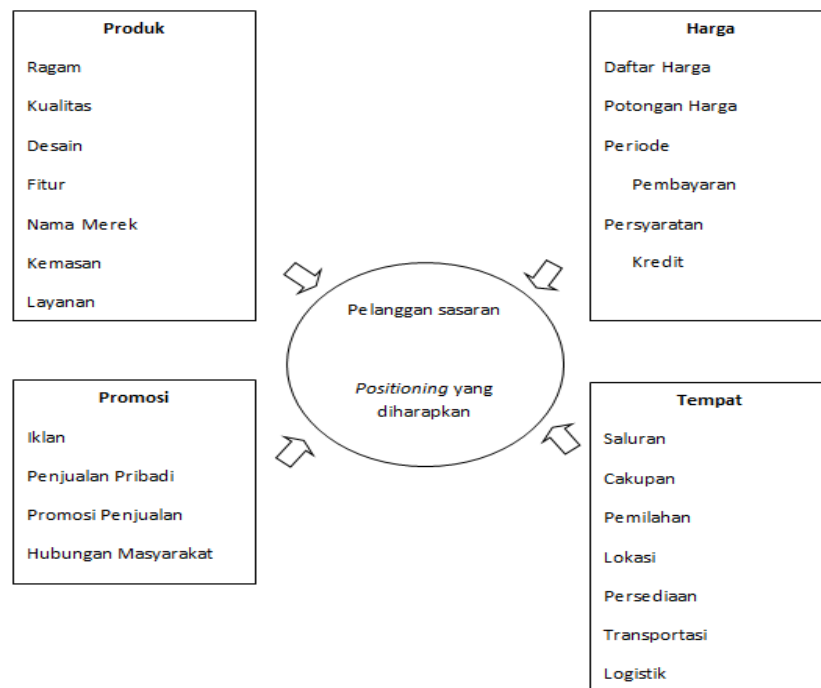 Produk
Ragam
Kualitas
Desain
Fitur
Nama Merek
Kemasan
Layanan
Harga
Daftar Harga
Potongan Harga
Periode
Pembayaran
Persyaratan
Kredit
Pelanggan sasaran
Positioning yang
diharapkan
Promosi
Iklan
Penjualan Pribadi
Promosi Penjualan
Hubungan Masyarakat
Tempat
Saluran
Cakupan
Pemilahan
Lokasi
Persediaan
Transportasi
Logistik